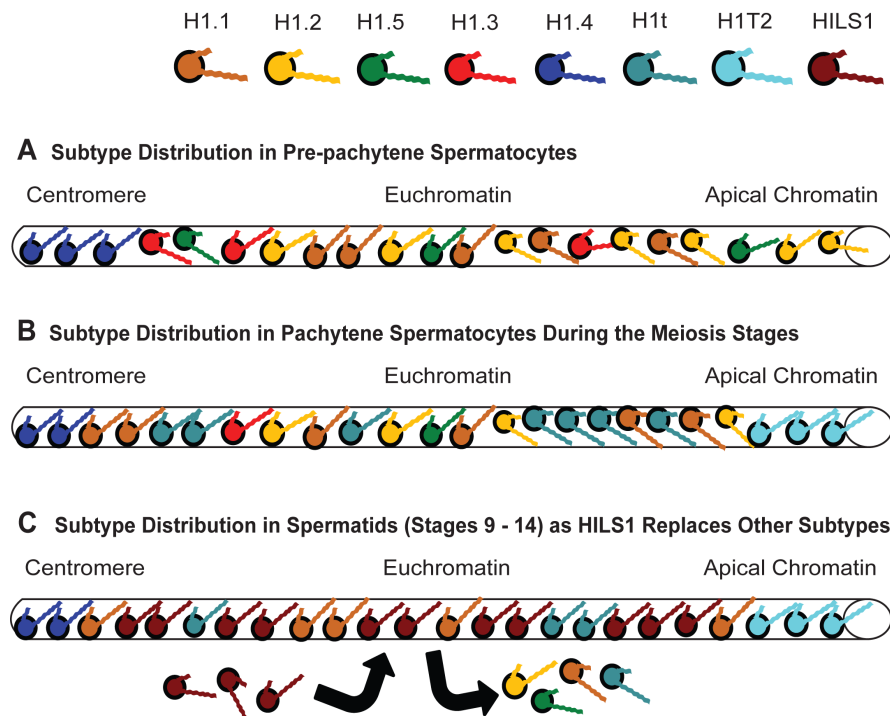 H1.1 H1.2 H1.5 H1.3 H1.4 H1t H1T2 HILS1
A Subtype Distribution in Pre-pachytene Spermatocytes
Centromere Euchromatin Apical Chromatin
B Subtype Distribution in Pachytene Spermatocytes During the Meiosis Stages
Centromere Euchromatin Apical Chromatin
C Subtype Distribution in Spermatids (Stages 9 - 14) as HILS1 Replaces Other Subtypes
Centromere Euchromatin Apical Chromatin